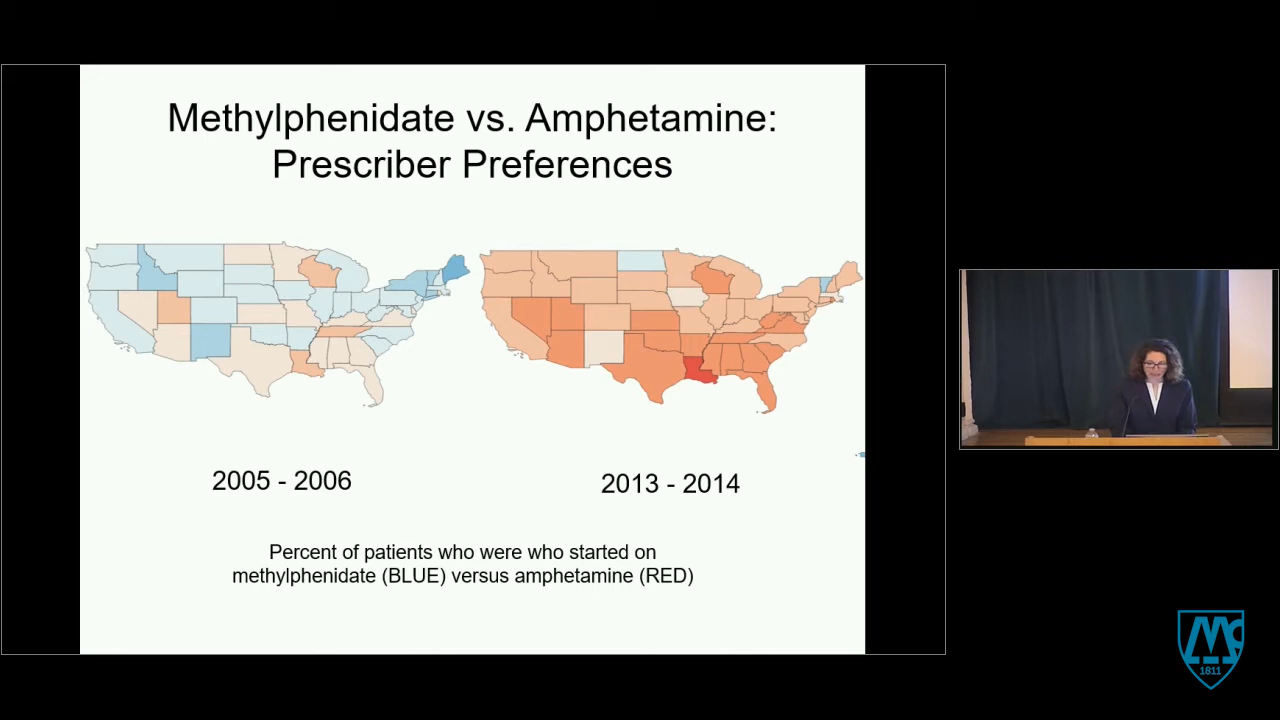 Methylphenidate vs. Amphetamine:
Prescriber Preferences
2005 - 2006
2013 - 2014
Percent of patients who were who started on
methylphenidate (BLUE) versus amphetamine (RED)
Mc
1811